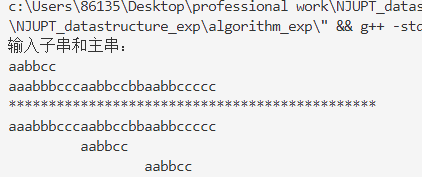 c:\Users\86135\Desktop\professional work\NJUPT_datas
\NJUPT_datastructure_exp\algorithm_exp\" && g++ -std
输入子串和主串：
aabbcc
aaabbbcccaabbccbbaabbccccc
**********************************************
aaabbbcccaabbccbbaabbccccc
         aabbcc
                 aabbcc